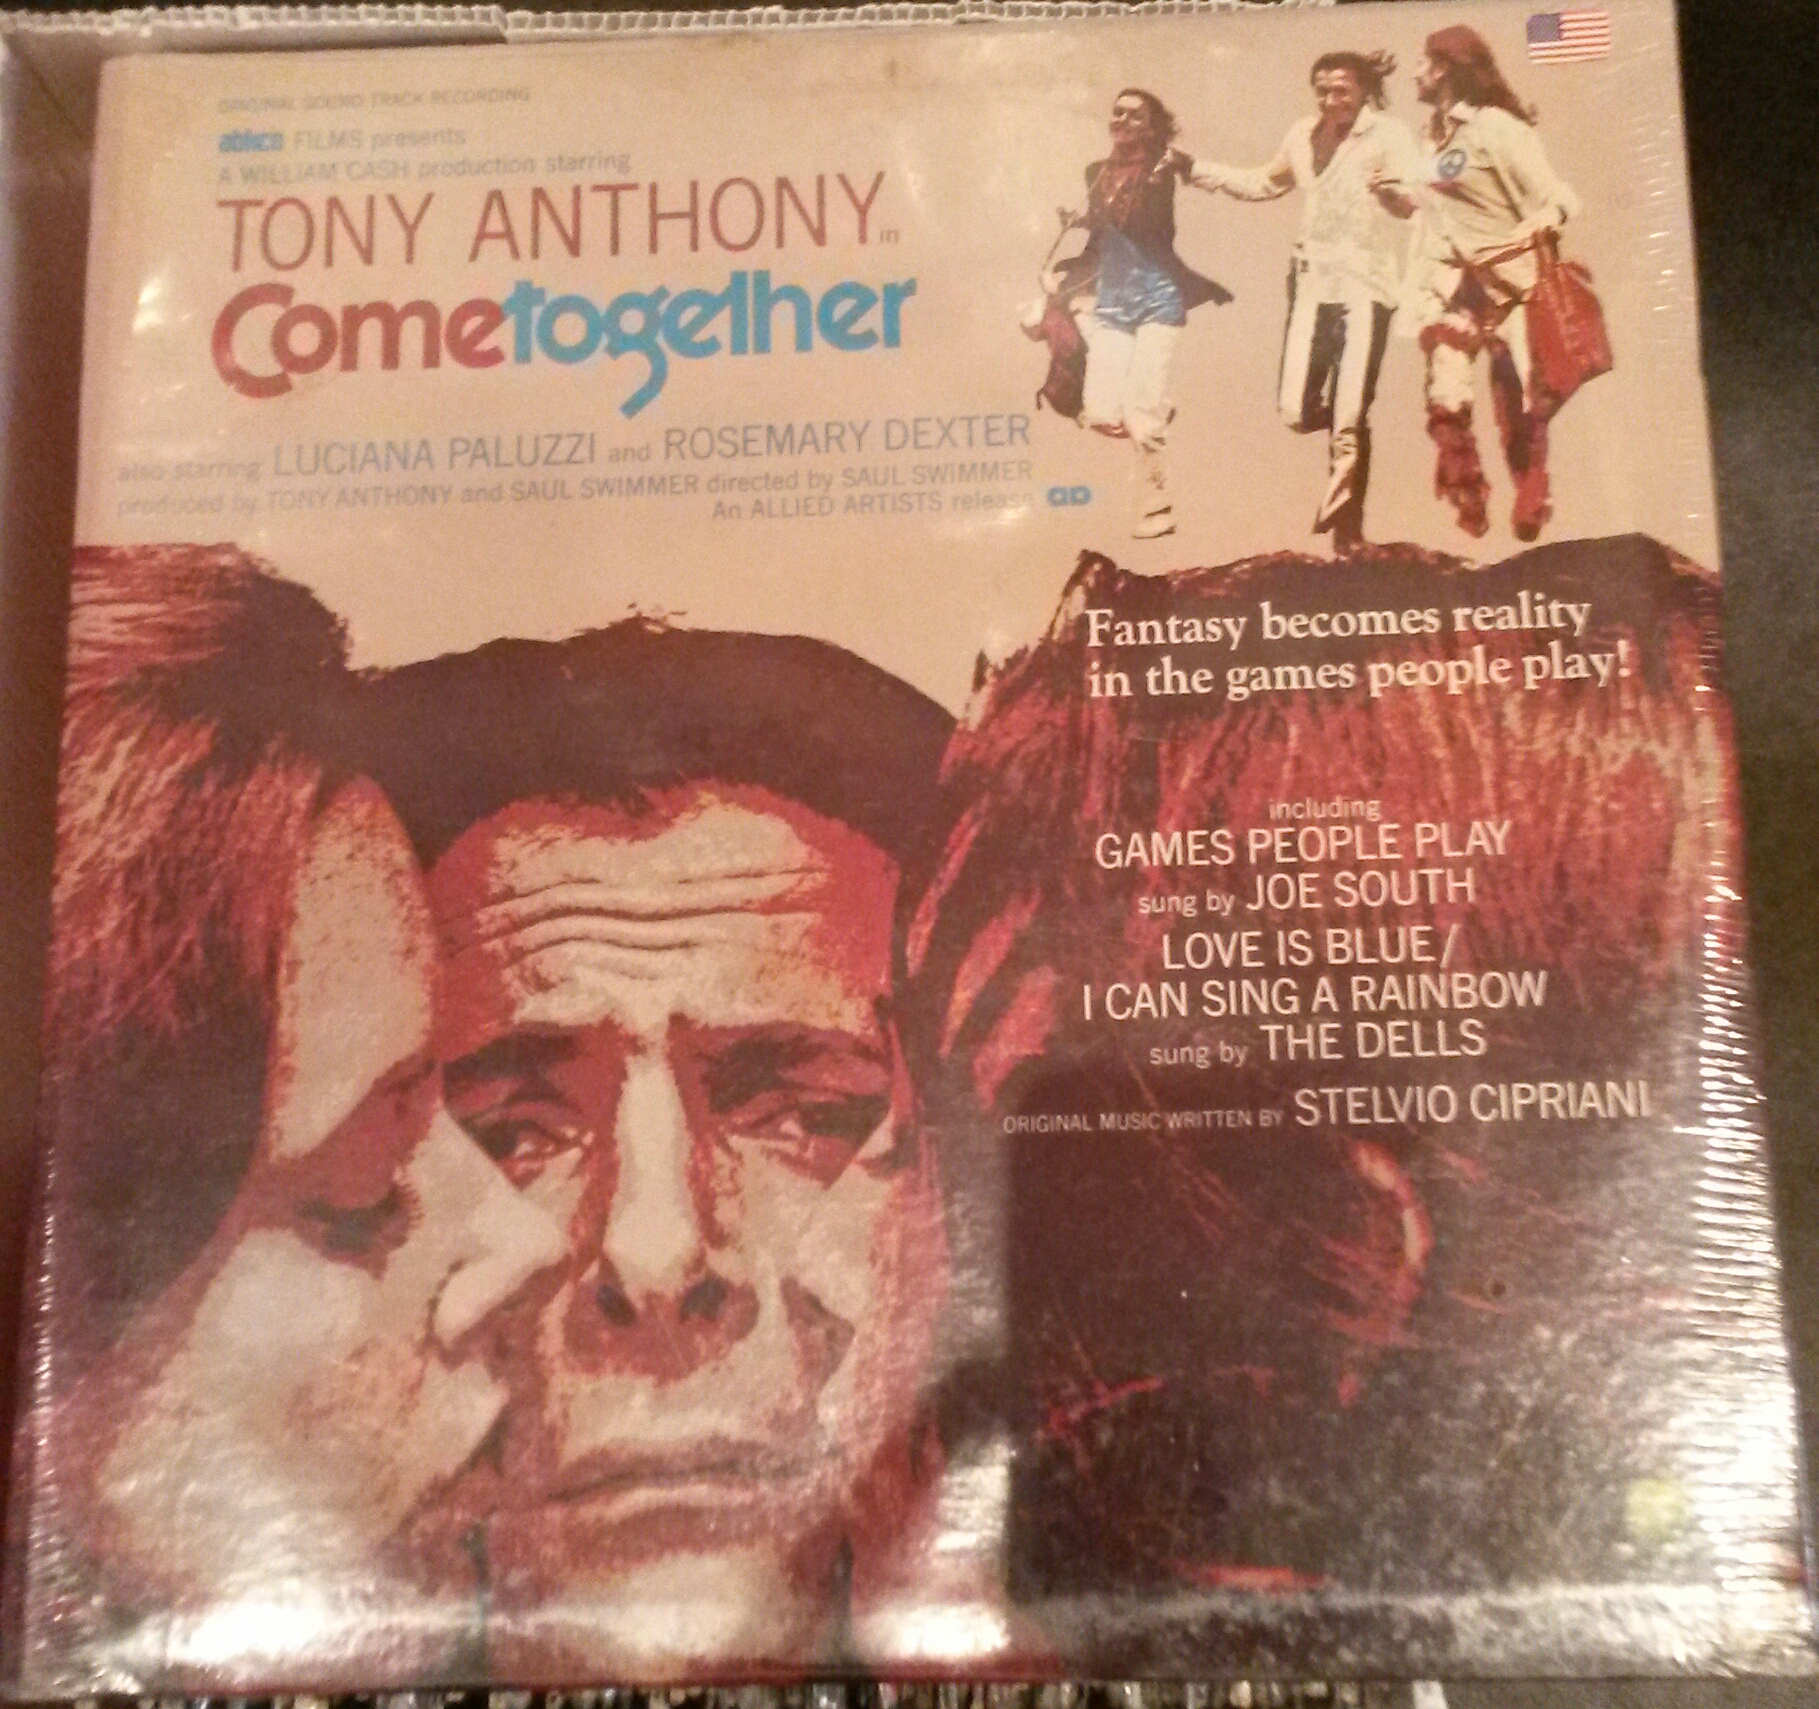 ORIGINAL SOUND TRACK RECORDING
abkco FILMS presents
A WILLIAM CASH production starring
TONY ANTHONY in
Cometogether
also starring LUCIANA PALUZZI and ROSEMARY DEXTER
produced by TONY ANTHONY and SAUL SWIMMER directed by SAUL SWIMMER
An ALLIED ARTISTS release aa
Fantasy becomes reality
in the games people play!
including
GAMES PEOPLE PLAY
sung by JOE SOUTH
LOVE IS BLUE/
I CAN SING A RAINBOW
sung by THE DELLS
ORIGINAL MUSIC WRITTEN BY STELVIO CIPRIANI